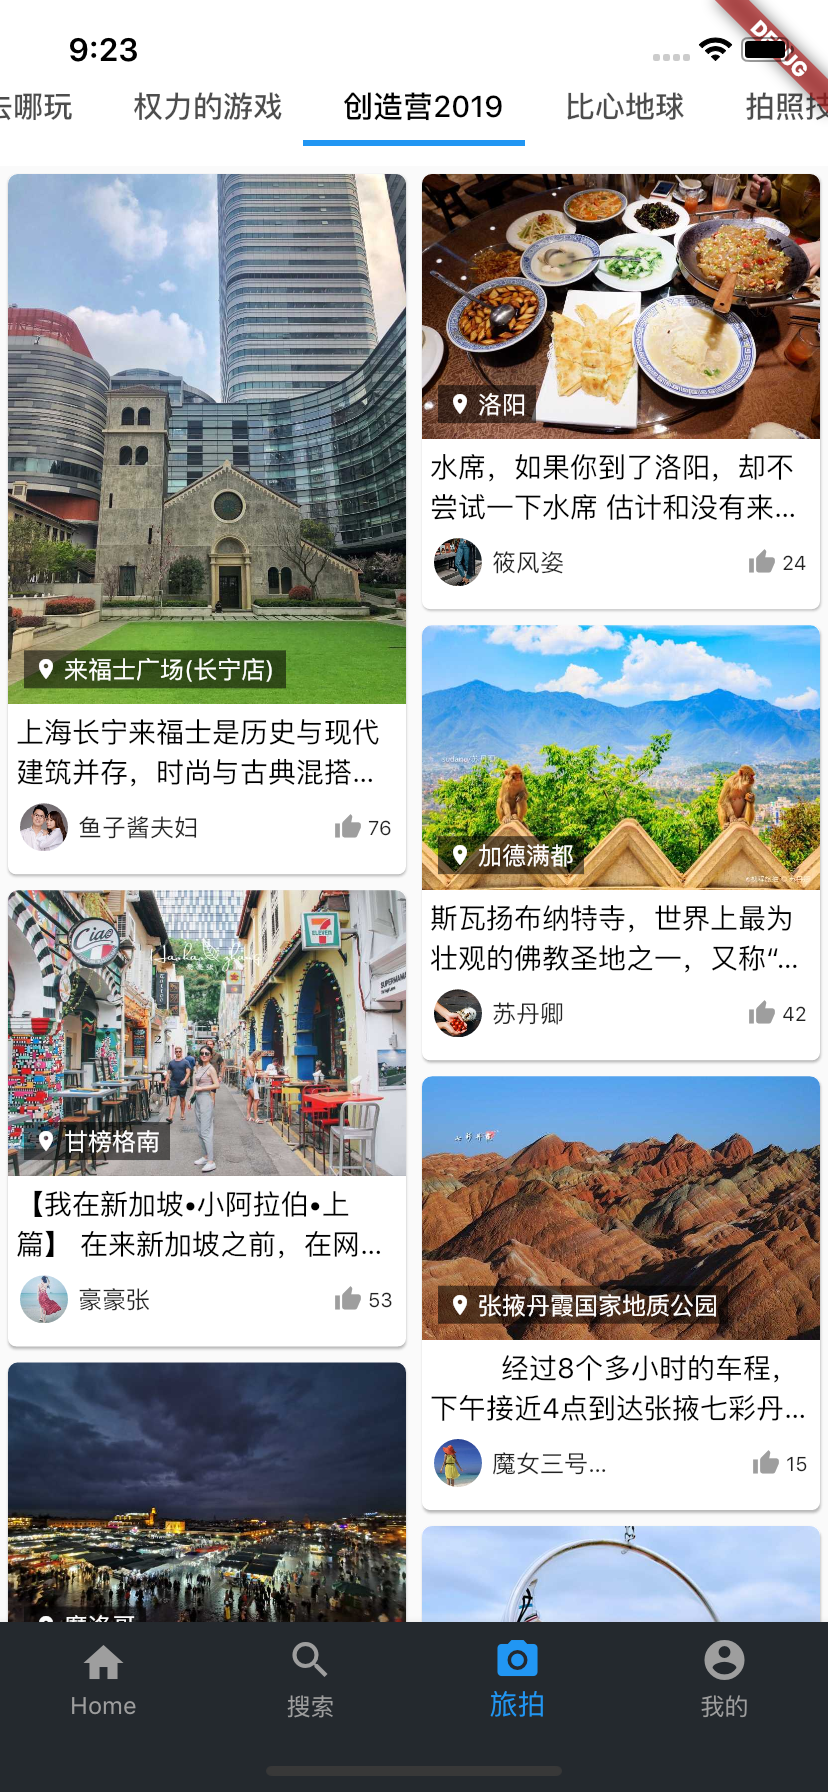 9:23
DEBUG
去哪玩
权力的游戏
创造营2019
比心地球
拍照技
来福士广场(长宁店)
上海长宁来福士是历史与现代
建筑并存，时尚与古典混搭...
鱼子酱夫妇
76
Ciao
7
ELEVEN
甘榜格南
【我在新加坡•小阿拉伯•上
篇】 在来新加坡之前，在网...
豪豪张
53
摩洛哥
洛阳
水席，如果你到了洛阳，却不
尝试一下水席 估计和没有来...
筱风姿
24
加德满都
斯瓦扬布纳特寺，世界上最为
壮观的佛教圣地之一，又称“...
苏丹卿
42
七彩丹霞
张掖丹霞国家地质公园
经过8个多小时的车程，
下午接近4点到达张掖七彩丹...
魔女三号...
15
Home
搜索
旅拍
我的